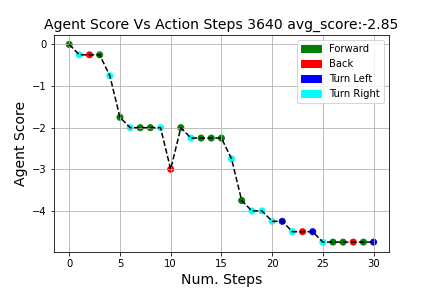 Agent Score Vs Action Steps 3640 avg_score:-2.85
0
−1
−2
−3
−4
Agent Score
Forward
Back
Turn Left
Turn Right
0 5 10 15 20 25 30
Num. Steps